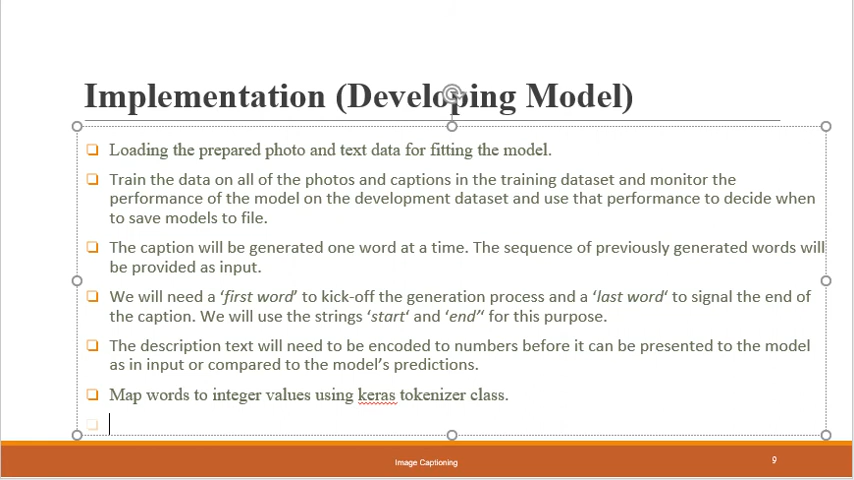 Implementation (Developing Model)
Loading the prepared photo and text data for fitting the model.
Train the data on all of the photos and captions in the training dataset and monitor the
performance of the model on the development dataset and use that performance to decide when
to save models to file.
The caption will be generated one word at a time. The sequence of previously generated words will
be provided as input.
We will need a ‘first word’ to kick-off the generation process and a ‘last word‘ to signal the end of
the caption. We will use the strings ‘start‘ and ‘end’‘ for this purpose.
The description text will need to be encoded to numbers before it can be presented to the model
as in input or compared to the model’s predictions.
Map words to integer values using keras tokenizer class.
Image Captioning
9